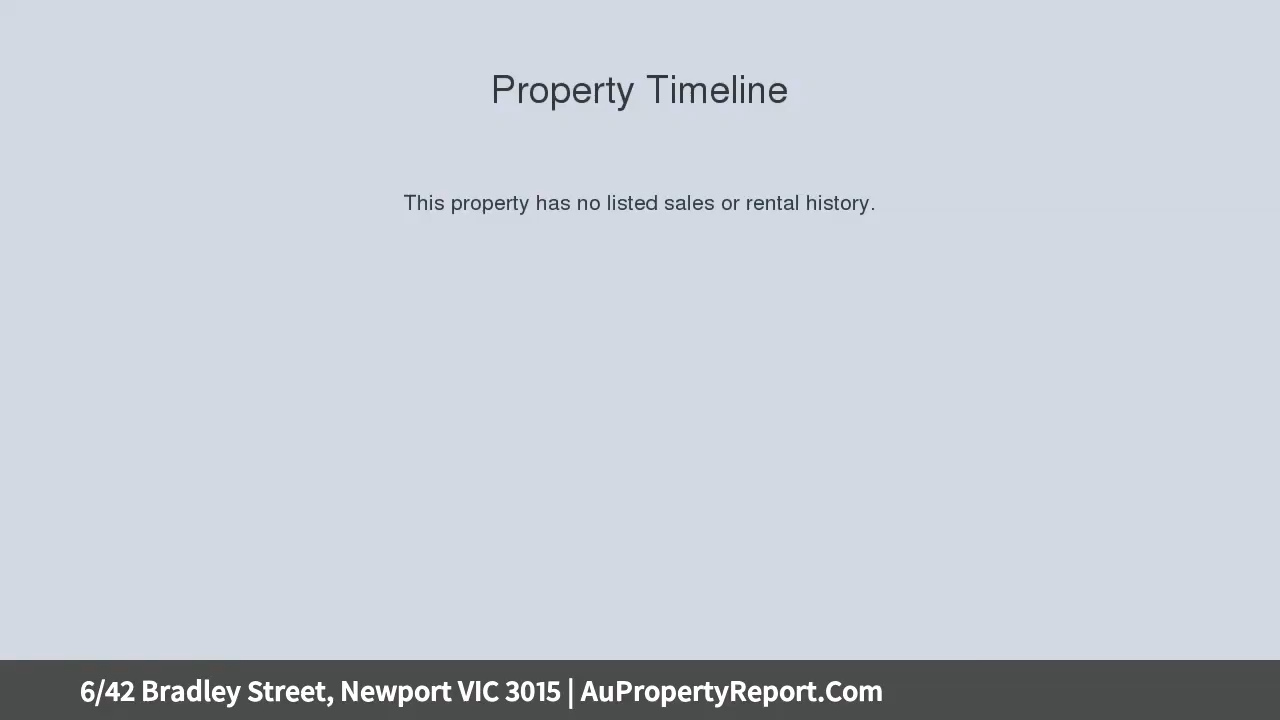 Property Timeline
This property has no listed sales or rental history.
6/42 Bradley Street, Newport VIC 3015 | AuPropertyReport.Com